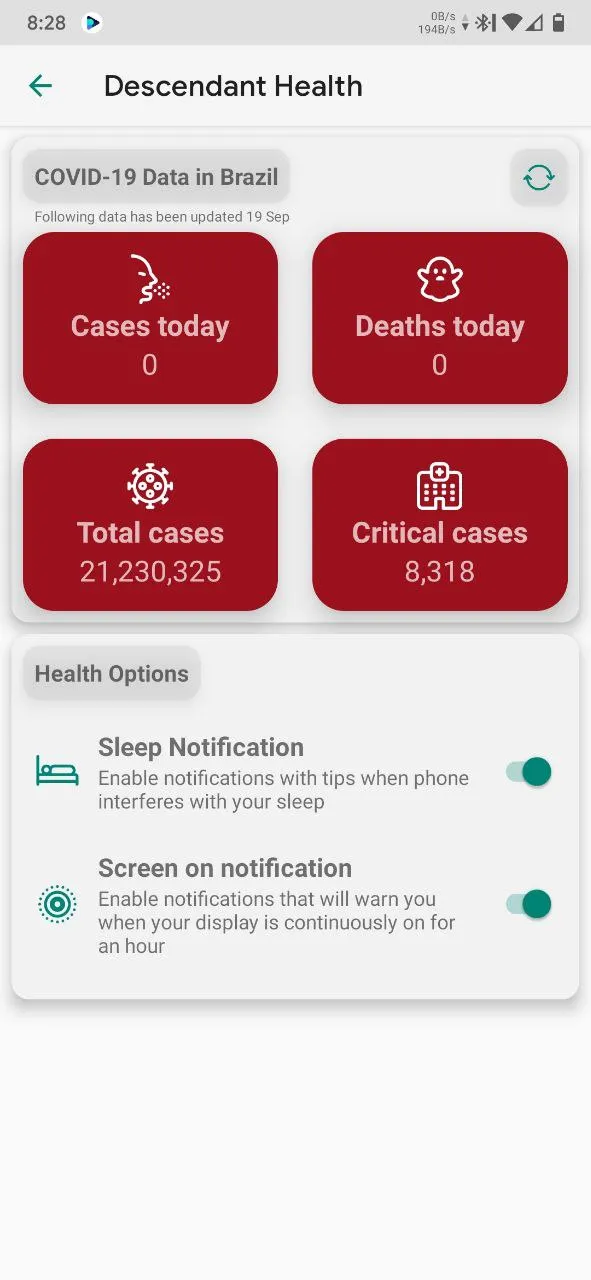 8:28
0B/s
194B/s
Descendant Health
COVID-19 Data in Brazil
Following data has been updated 19 Sep
Cases today
0
Deaths today
0
Total cases
21,230,325
Critical cases
8,318
Health Options
Sleep Notification
Enable notifications with tips when phone
interferes with your sleep
Screen on notification
Enable notifications that will warn you
when your display is continuously on for
an hour